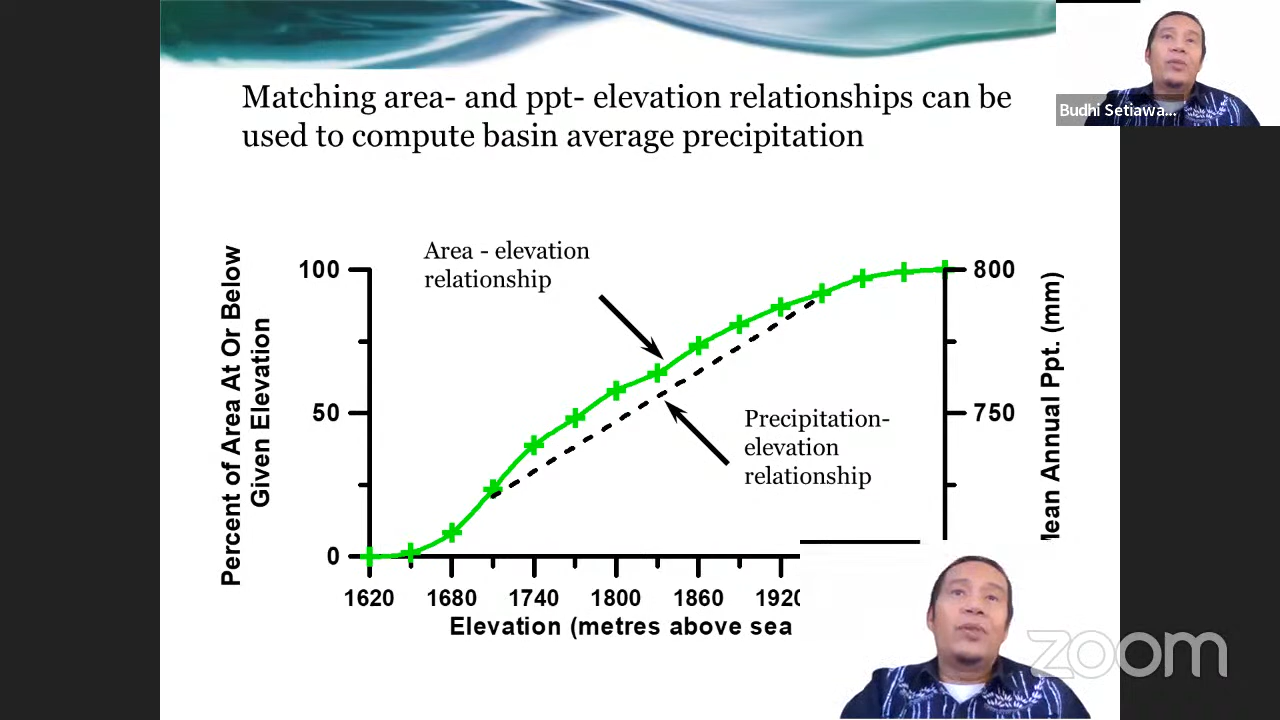 Matching area- and ppt- elevation relationships can be
used to compute basin average precipitation
Budhi Setiawa...
Area - elevation
relationship
Percent of Area At Or Below
Given Elevation
100
50
0
800
750
Mean Annual Ppt. (mm)
Precipitation-
elevation
relationship
1620 1680 1740 1800 1860 1920
Elevation (metres above sea
zoom